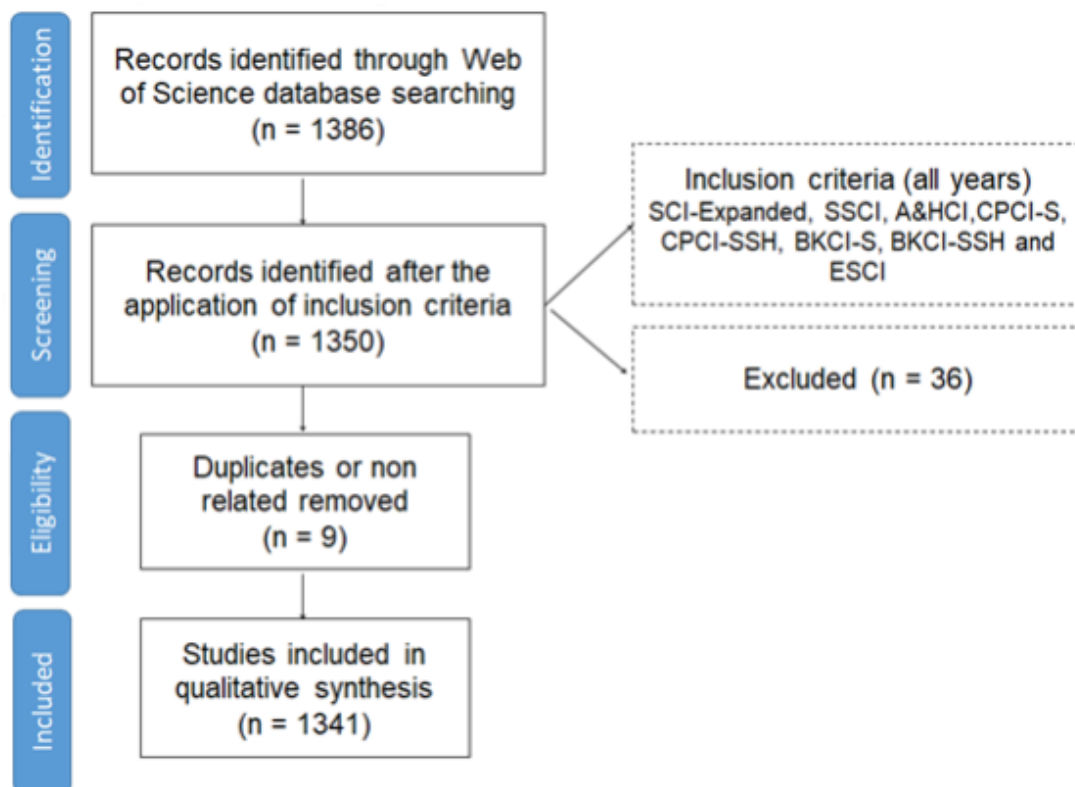 Identification
Records identified through Web
of Science database searching
(n = 1386)
Screening
Records identified after the
application of inclusion criteria
(n = 1350)
Inclusion criteria (all years)
SCI-Expanded, SSCI, A&HCI,CPCI-S,
CPCI-SSH, BKCI-S, BKCI-SSH and
ESCI
Excluded (n = 36)
Eligibility
Duplicates or non
related removed
(n = 9)
Included
Studies included in
qualitative synthesis
(n = 1341)